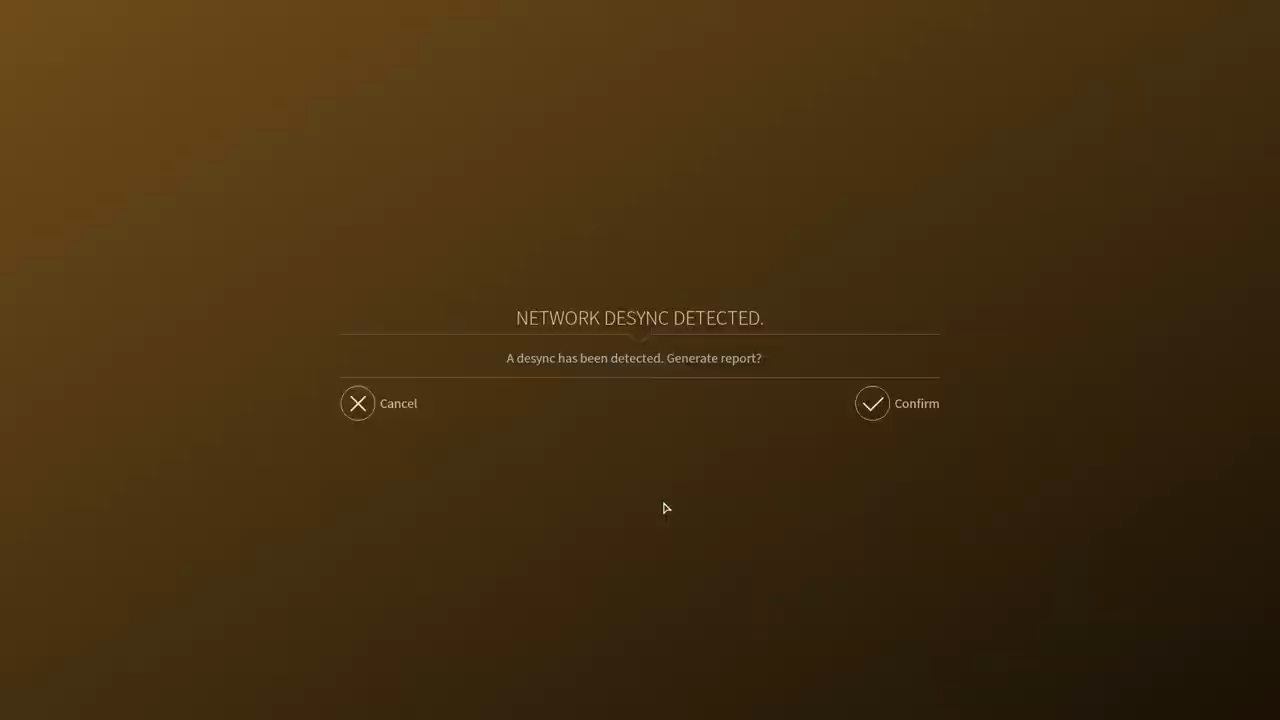 NETWORK DESYNC DETECTED.
A desync has been detected. Generate report?
Cancel
Confirm